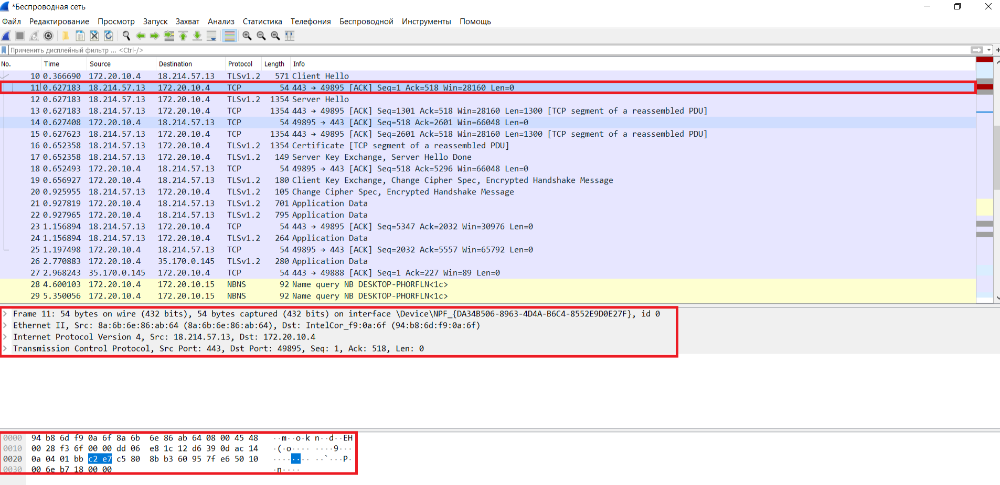 *Беспроводная сеть
Файл Редактирование Просмотр Запуск Захват Анализ Статистика Телефония Беспроводной Инструменты Помощь
Применить дисплейный фильтр ... <Ctrl-/>
No. Time Source Destination Protocol Length Info
10 0.366690 172.20.10.4 18.214.57.13 TLSv1.2 571 Client Hello
11 0.627183 18.214.57.13 172.20.10.4 TCP 54 443 → 49895 [ACK] Seq=1 Ack=518 Win=28160 Len=0
12 0.627183 18.214.57.13 172.20.10.4 TLSv1.2 1354 Server Hello
13 0.627183 18.214.57.13 172.20.10.4 TCP 1354 443 → 49895 [ACK] Seq=1301 Ack=518 Win=28160 Len=1300 [TCP segment of a reassembled PDU]
14 0.627408 172.20.10.4 18.214.57.13 TCP 54 49895 → 443 [ACK] Seq=518 Ack=2601 Win=66048 Len=0
15 0.627623 18.214.57.13 172.20.10.4 TCP 1354 443 → 49895 [ACK] Seq=2601 Ack=518 Win=28160 Len=1300 [TCP segment of a reassembled PDU]
16 0.652358 18.214.57.13 172.20.10.4 TLSv1.2 1354 Certificate [TCP segment of a reassembled PDU]
17 0.652358 18.214.57.13 172.20.10.4 TLSv1.2 149 Server Key Exchange, Server Hello Done
18 0.652493 172.20.10.4 18.214.57.13 TCP 54 49895 → 443 [ACK] Seq=518 Ack=5296 Win=66048 Len=0
19 0.656927 172.20.10.4 18.214.57.13 TLSv1.2 180 Client Key Exchange, Change Cipher Spec, Encrypted Handshake Message
20 0.925955 18.214.57.13 172.20.10.4 TLSv1.2 105 Change Cipher Spec, Encrypted Handshake Message
21 0.927819 172.20.10.4 18.214.57.13 TLSv1.2 701 Application Data
22 0.927965 172.20.10.4 18.214.57.13 TLSv1.2 795 Application Data
23 1.156894 18.214.57.13 172.20.10.4 TCP 54 443 → 49895 [ACK] Seq=5347 Ack=2032 Win=30976 Len=0
24 1.156894 18.214.57.13 172.20.10.4 TLSv1.2 264 Application Data
25 1.197498 172.20.10.4 18.214.57.13 TCP 54 49895 → 443 [ACK] Seq=2032 Ack=5557 Win=65792 Len=0
26 2.770883 172.20.10.4 35.170.0.145 TLSv1.2 280 Application Data
27 2.968243 35.170.0.145 172.20.10.4 TCP 54 443 → 49888 [ACK] Seq=1 Ack=227 Win=89 Len=0
28 4.600103 172.20.10.4 172.20.10.15 NBNS 92 Name query NB DESKTOP-PHORFLN<1c>
29 5.350056 172.20.10.4 172.20.10.15 NBNS 92 Name query NB DESKTOP-PHORFLN<1c>
Frame 11: 54 bytes on wire (432 bits), 54 bytes captured (432 bits) on interface \Device\NPF_{DA34B506-8963-4D4A-B6C4-8552E9D0E27F}, id 0
Ethernet II, Src: 8a:6b:6e:86:ab:64 (8a:6b:6e:86:ab:64), Dst: IntelCor_f9:0a:6f (94:b8:6d:f9:0a:6f)
Internet Protocol Version 4, Src: 18.214.57.13, Dst: 172.20.10.4
Transmission Control Protocol, Src Port: 443, Dst Port: 49895, Seq: 1, Ack: 518, Len: 0
0000 94 b8 6d f9 0a 6f 8a 6b 6e 86 ab 64 08 00 45 48 ··m··o·k n··d··EH
0010 00 28 f3 6f 00 00 dd 06 e8 1c 12 d6 39 0d ac 14 ·(·o···· ····9···
0020 0a 04 01 bb c2 e7 c5 80 8b b3 60 95 7f e6 50 10 ········ ··`···P·
0030 00 6e b7 18 00 00 ·n····